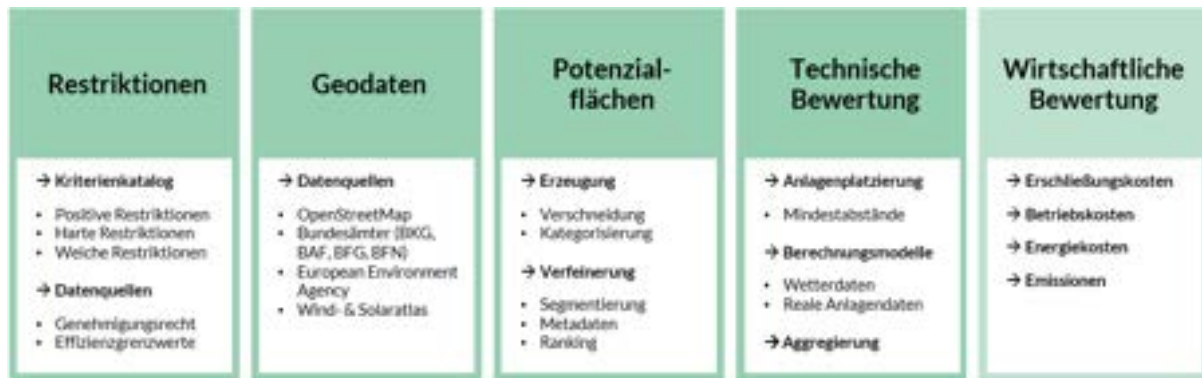 Restriktionen
→ Kriterienkatalog
• Positive Restriktionen
• Harte Restriktionen
• Weiche Restriktionen
→ Datenquellen
• Genehmigungsrecht
• Effizienzgrenzwerte
Geodaten
→ Datenquellen
• OpenStreetMap
• Bundesämter (BKG,
BAF, BFG, BFN)
• European Environment
Agency
• Wind- & Solaratlas
Potenzial-
flächen
→ Erzeugung
• Verschneidung
• Kategorisierung
→ Verfeinerung
• Segmentierung
• Metadaten
• Ranking
Technische
Bewertung
→ Anlagenplatzierung
• Mindestabstände
→ Berechnungsmodelle
• Wetterdaten
• Reale Anlagendaten
→ Aggregierung
Wirtschaftliche
Bewertung
→ Erschließungskosten
→ Betriebskosten
→ Energiekosten
→ Emissionen